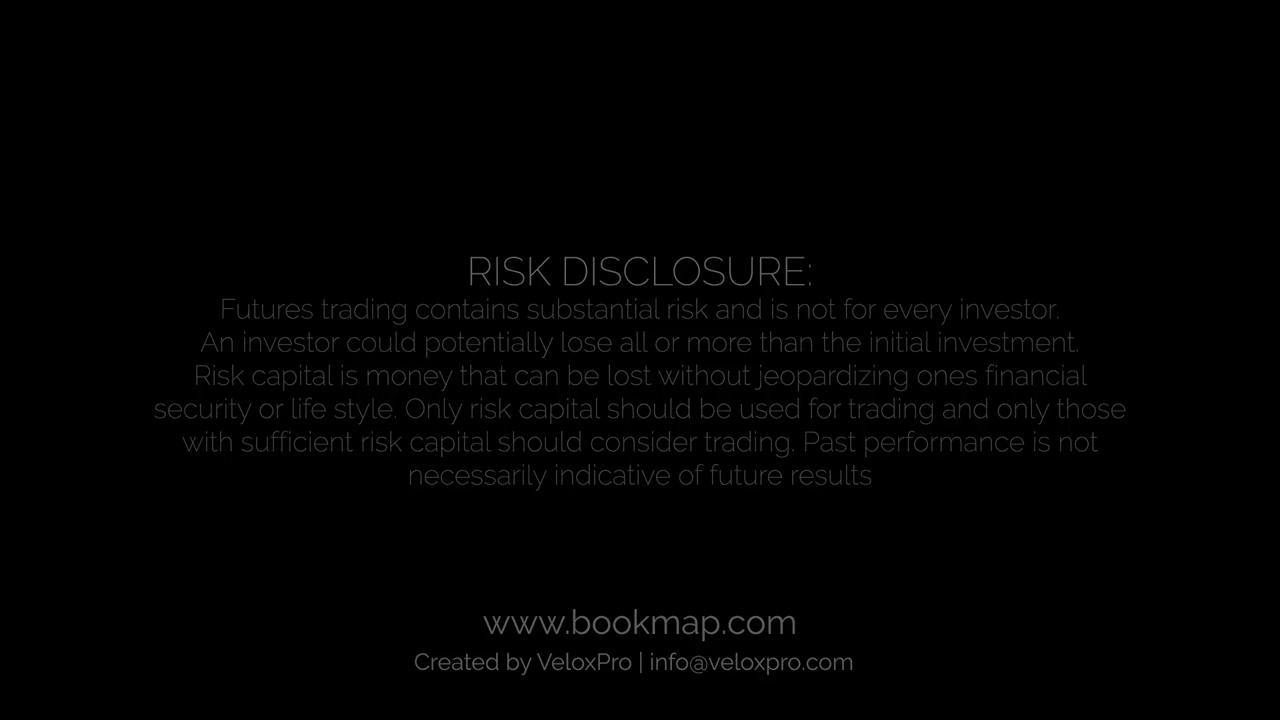 RISK DISCLOSURE:
Futures trading contains substantial risk and is not for every investor.
An investor could potentially lose all or more than the initial investment.
Risk capital is money that can be lost without jeopardizing ones financial
security or life style. Only risk capital should be used for trading and only those
with sufficient risk capital should consider trading. Past performance is not
necessarily indicative of future results
www.bookmap.com
Created by VeloxPro | info@veloxpro.com